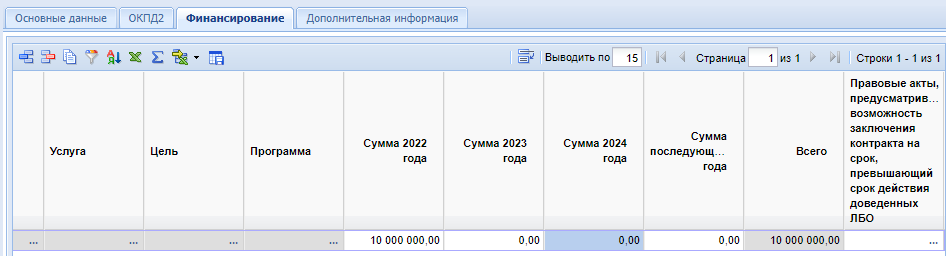 Основные данные ОКПД2 Финансирование Дополнительная информация
Выводить по 15 Страница 1 из 1 Строки 1 - 1 из 1
Услуга
Цель
Программа
Сумма 2022
года
Сумма 2023
года
Сумма 2024
года
Сумма
последующ...
года
Всего
Правовые акты,
предусматрив...
возможность
заключения
контракта на
срок,
превышающий
срок действия
доведенных
ЛБО
... ... ... ... 10 000 000,00 0,00 0,00 0,00 10 000 000,00 ...